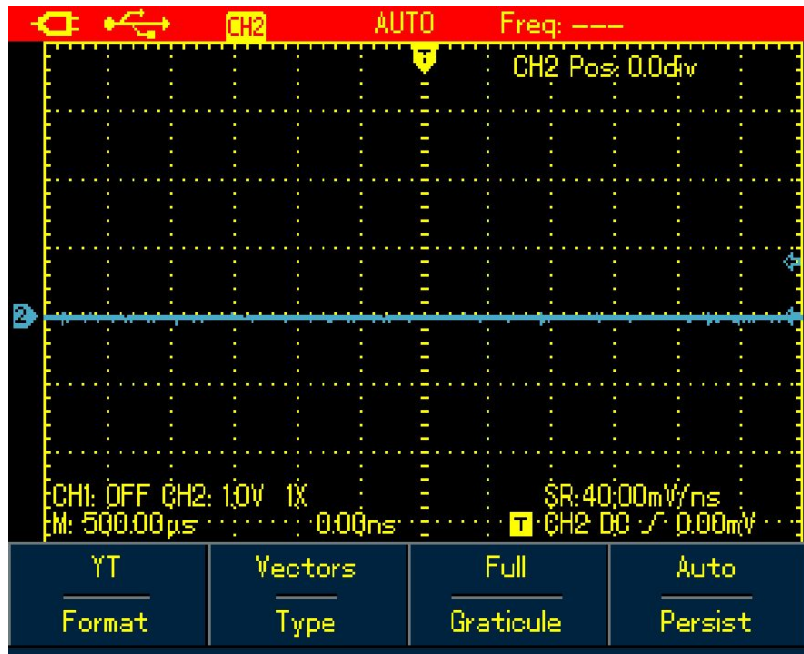 CH2 AUTO Freq: ---
T
CH2 Pos: 0.0div
2
CH1: OFF CH2: 1.0V 1X SR:40.00mV/ns
M: 500.00μs 0.00ns T CH2 DC 0.00mV
YT Vectors Full Auto
Format Type Graticule Persist